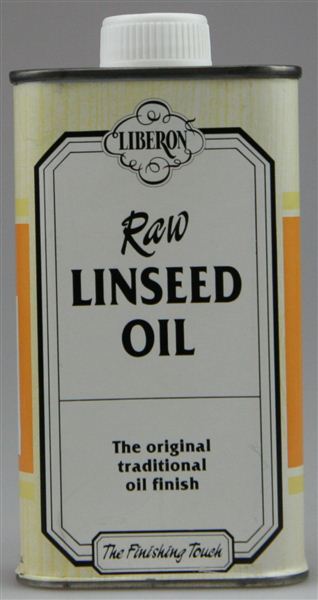 LIBERON
Raw
LINSEED
OIL
The original
traditional
oil finish
The Finishing Touch